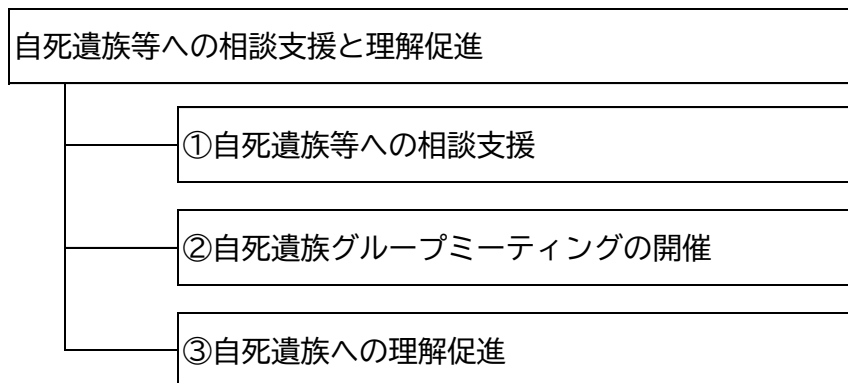 自死遺族等への相談支援と理解促進
①自死遺族等への相談支援
②自死遺族グループミーティングの開催
③自死遺族への理解促進